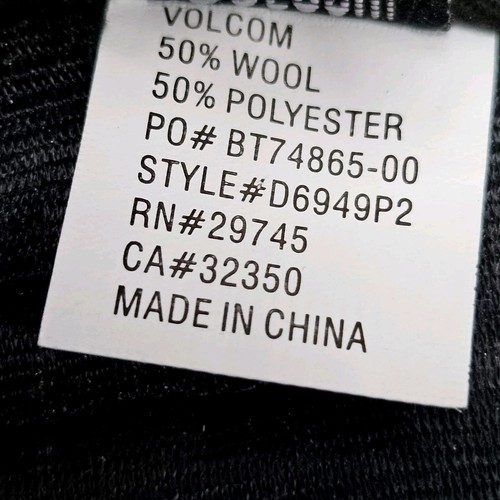 VOLCOM
50% WOOL
50% POLYESTER
PO# BT74865-00
STYLE#D6949P2
RN#29745
CA#32350
MADE IN CHINA